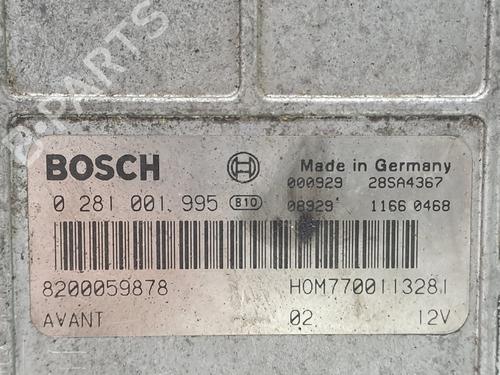 B-PARTS
BOSCH
Made in Germany
000929 28SA4367
0 281 001 995 B10 08929 1166 0468
8200059878 HOM7700113281
AVANT 02 12V